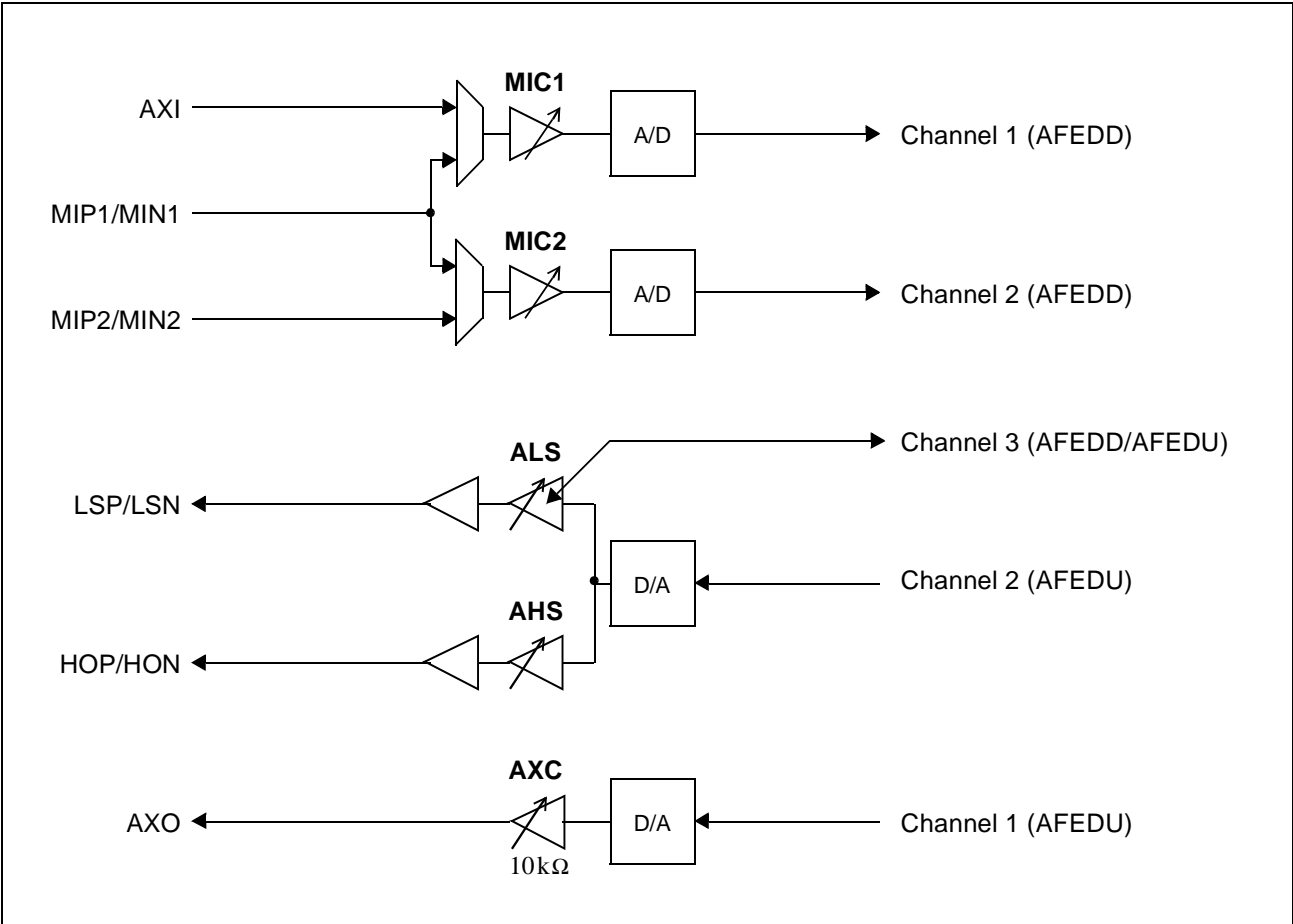 MIC1
AXI
A/D
Channel 1 (AFEDD)
MIP1/MIN1
MIC2
A/D
Channel 2 (AFEDD)
MIP2/MIN2
Channel 3 (AFEDD/AFEDU)
ALS
LSP/LSN
D/A
Channel 2 (AFEDU)
AHS
HOP/HON
AXC
AXO
D/A
Channel 1 (AFEDU)
10kΩ